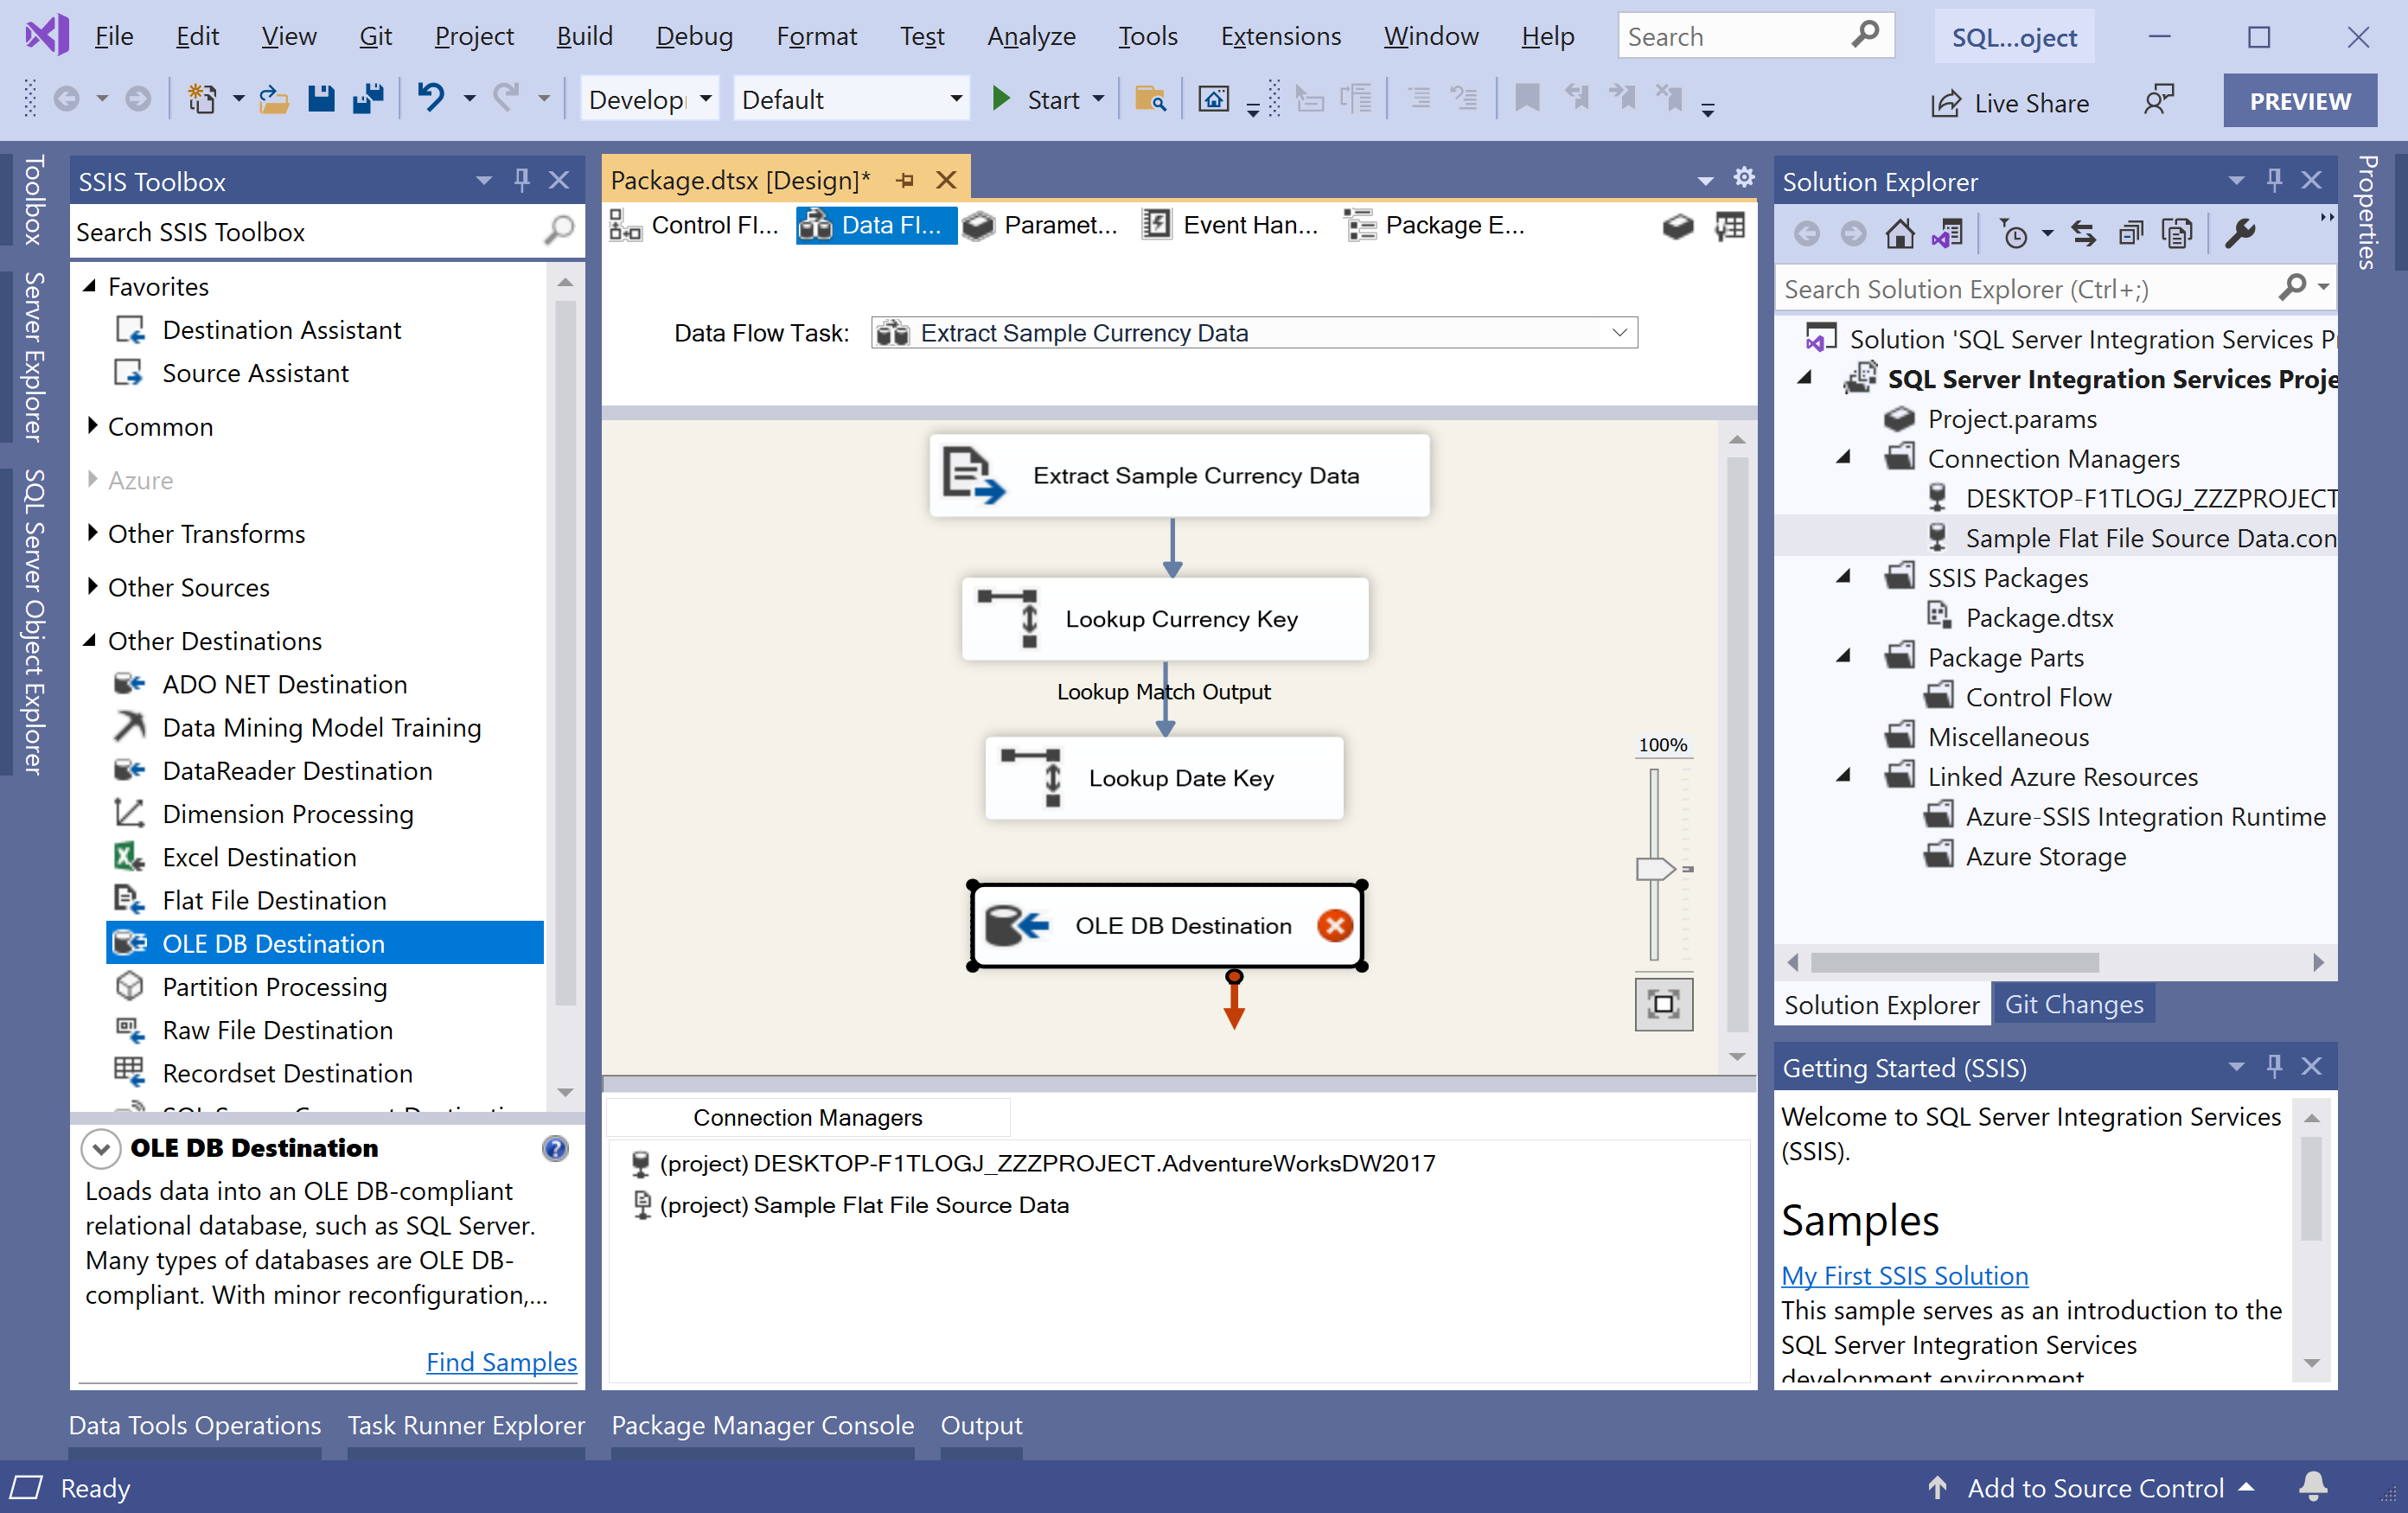 File Edit View Git Project Build Debug Format Test Analyze Tools Extensions Window Help Search SQL...oject
Develop Default Start Live Share PREVIEW
Toolbox
Server Explorer
SQL Server Object Explorer
SSIS Toolbox
Search SSIS Toolbox
Favorites
Destination Assistant
Source Assistant
Common
Azure
Other Transforms
Other Sources
Other Destinations
ADO NET Destination
Data Mining Model Training
DataReader Destination
Dimension Processing
Excel Destination
Flat File Destination
OLE DB Destination
Partition Processing
Raw File Destination
Recordset Destination
OLE DB Destination
Loads data into an OLE DB-compliant
relational database, such as SQL Server.
Many types of databases are OLE DB-
compliant. With minor reconfiguration,...
Find Samples
Package.dtsx [Design]*
Control Fl... Data Fl... Paramet... Event Han... Package E...
Data Flow Task: Extract Sample Currency Data
Extract Sample Currency Data
Lookup Currency Key
Lookup Match Output
Lookup Date Key
OLE DB Destination
100%
Connection Managers
(project) DESKTOP-F1TLOGJ_ZZZPROJECT.AdventureWorksDW2017
(project) Sample Flat File Source Data
Solution Explorer
Search Solution Explorer (Ctrl+;)
Solution 'SQL Server Integration Services P
SQL Server Integration Services Proje
Project.params
Connection Managers
DESKTOP-F1TLOGJ_ZZZPROJECT
Sample Flat File Source Data.con
SSIS Packages
Package.dtsx
Package Parts
Control Flow
Miscellaneous
Linked Azure Resources
Azure-SSIS Integration Runtime
Azure Storage
Solution Explorer Git Changes
Getting Started (SSIS)
Welcome to SQL Server Integration Services
(SSIS).
Samples
My First SSIS Solution
This sample serves as an introduction to the
SQL Server Integration Services
development environment
Properties
Data Tools Operations Task Runner Explorer Package Manager Console Output
Ready Add to Source Control